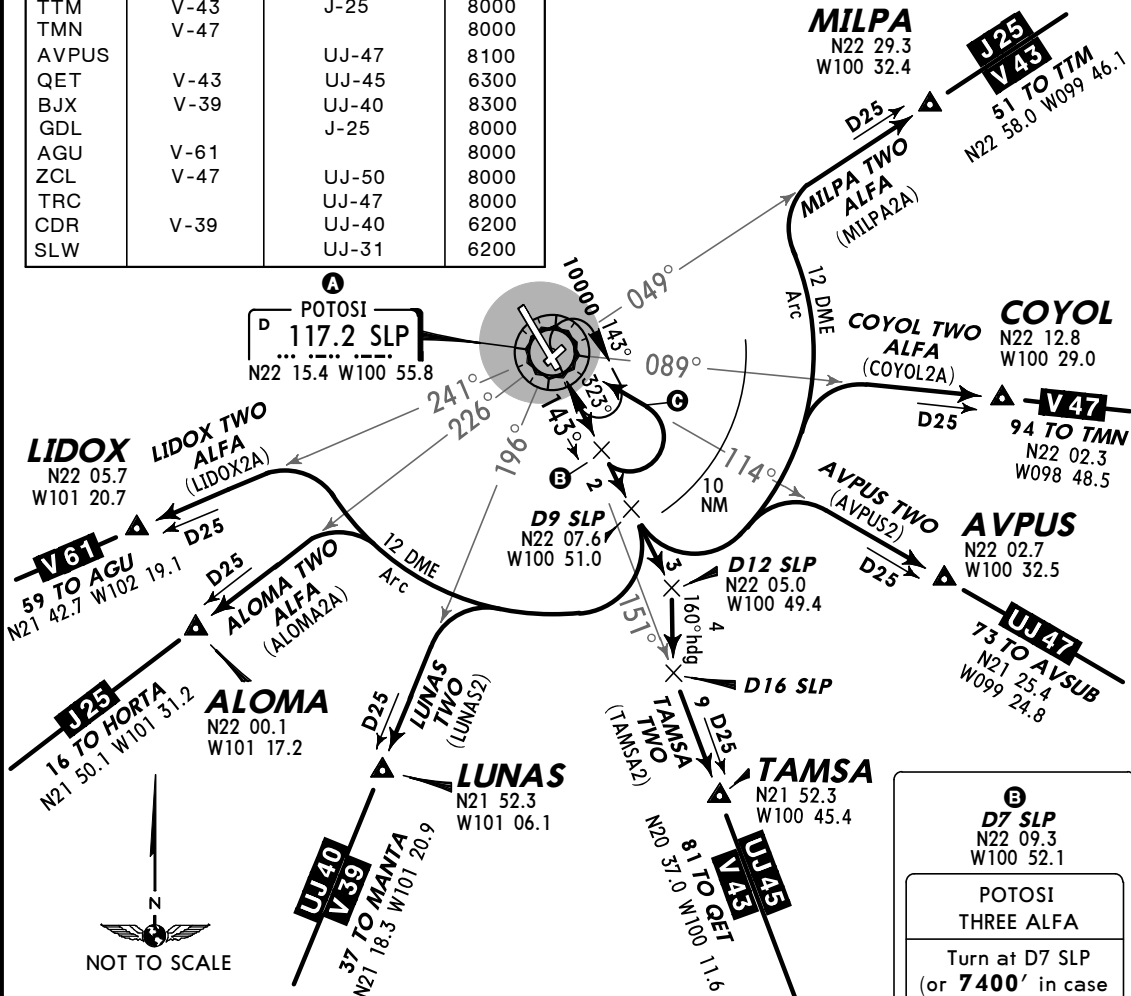 TTM V-43 J-25 8000
TMN V-47 8000
AVPUS UJ-47 8100
QET V-43 UJ-45 6300
BJX V-39 UJ-40 8300
GDL J-25 8000
AGU V-61 8000
ZCL V-47 UJ-50 8000
TRC UJ-47 8000
CDR V-39 UJ-40 6200
SLW UJ-31 6200
MILPA
N22 29.3
W100 32.4
J25
V43
51 TO TTM
N22 58.0 W099 46.1
D25
MILPA TWO
ALFA
(MILPA2A)
A
POTOSI
D 117.2 SLP
N22 15.4 W100 55.8
10000
143°
049°
12 DME
Arc
COYOL TWO
ALFA
(COYOL2A)
COYOL
N22 12.8
W100 29.0
089°
D25
V47
94 TO TMN
N22 02.3
W098 48.5
241°
226°
196°
143°
323°
C
B
2
114°
10
NM
LIDOX
N22 05.7
W101 20.7
LIDOX TWO
ALFA
(LIDOX2A)
D25
V61
59 TO AGU
N21 42.7 W102 19.1
AVPUS TWO
(AVPUS2)
D25
AVPUS
N22 02.7
W100 32.5
UJ47
73 TO AVSUB
N21 25.4
W099 24.8
D9 SLP
N22 07.6
W100 51.0
3
D12 SLP
N22 05.0
W100 49.4
12 DME
Arc
D25
ALOMA TWO
ALFA
(ALOMA2A)
151°
160°hdg
4
D16 SLP
J25
16 TO HORTA
N21 50.1 W101 31.2
ALOMA
N22 00.1
W101 17.2
D25
LUNAS
TWO
(LUNAS2)
LUNAS
N21 52.3
W101 06.1
9
D25
TAMSA
TWO
(TAMSA2)
TAMSA
N21 52.3
W100 45.4
UJ40
V39
37 TO MANTA
N21 18.3 W101 20.9
UJ45
V43
81 TO QET
N20 37.0 W100 11.6
N
NOT TO SCALE
B
D7 SLP
N22 09.3
W100 52.1
POTOSI
THREE ALFA
Turn at D7 SLP
(or 7400' in case